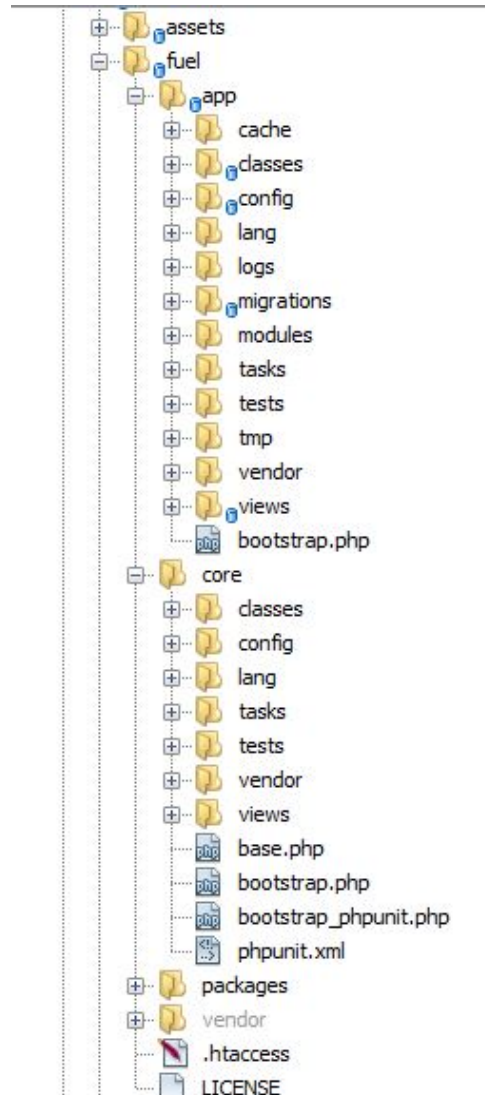 assets
fuel
app
cache
classes
config
lang
logs
migrations
modules
tasks
tests
tmp
vendor
views
bootstrap.php
core
classes
config
lang
tasks
tests
vendor
views
base.php
bootstrap.php
bootstrap_phpunit.php
phpunit.xml
packages
vendor
.htaccess
LICENSE